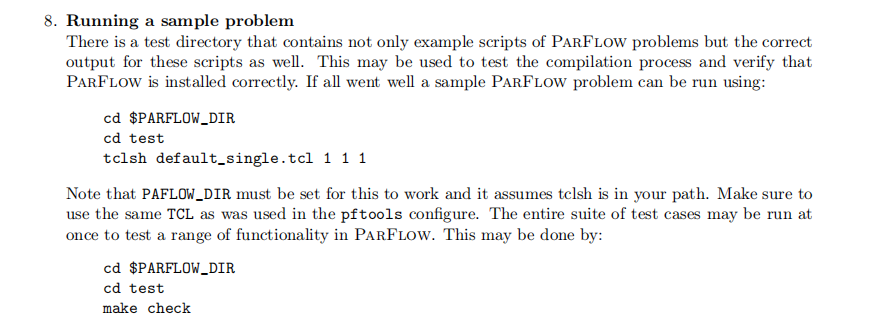 8. Running a sample problem
There is a test directory that contains not only example scripts of PARFLOW problems but the correct
output for these scripts as well. This may be used to test the compilation process and verify that
PARFLOW is installed correctly. If all went well a sample PARFLOW problem can be run using:
cd $PARFLOW_DIR
cd test
tclsh default_single.tcl 1 1 1
Note that PAFLOW_DIR must be set for this to work and it assumes tclsh is in your path. Make sure to
use the same TCL as was used in the pftools configure. The entire suite of test cases may be run at
once to test a range of functionality in PARFLOW. This may be done by:
cd $PARFLOW_DIR
cd test
make check